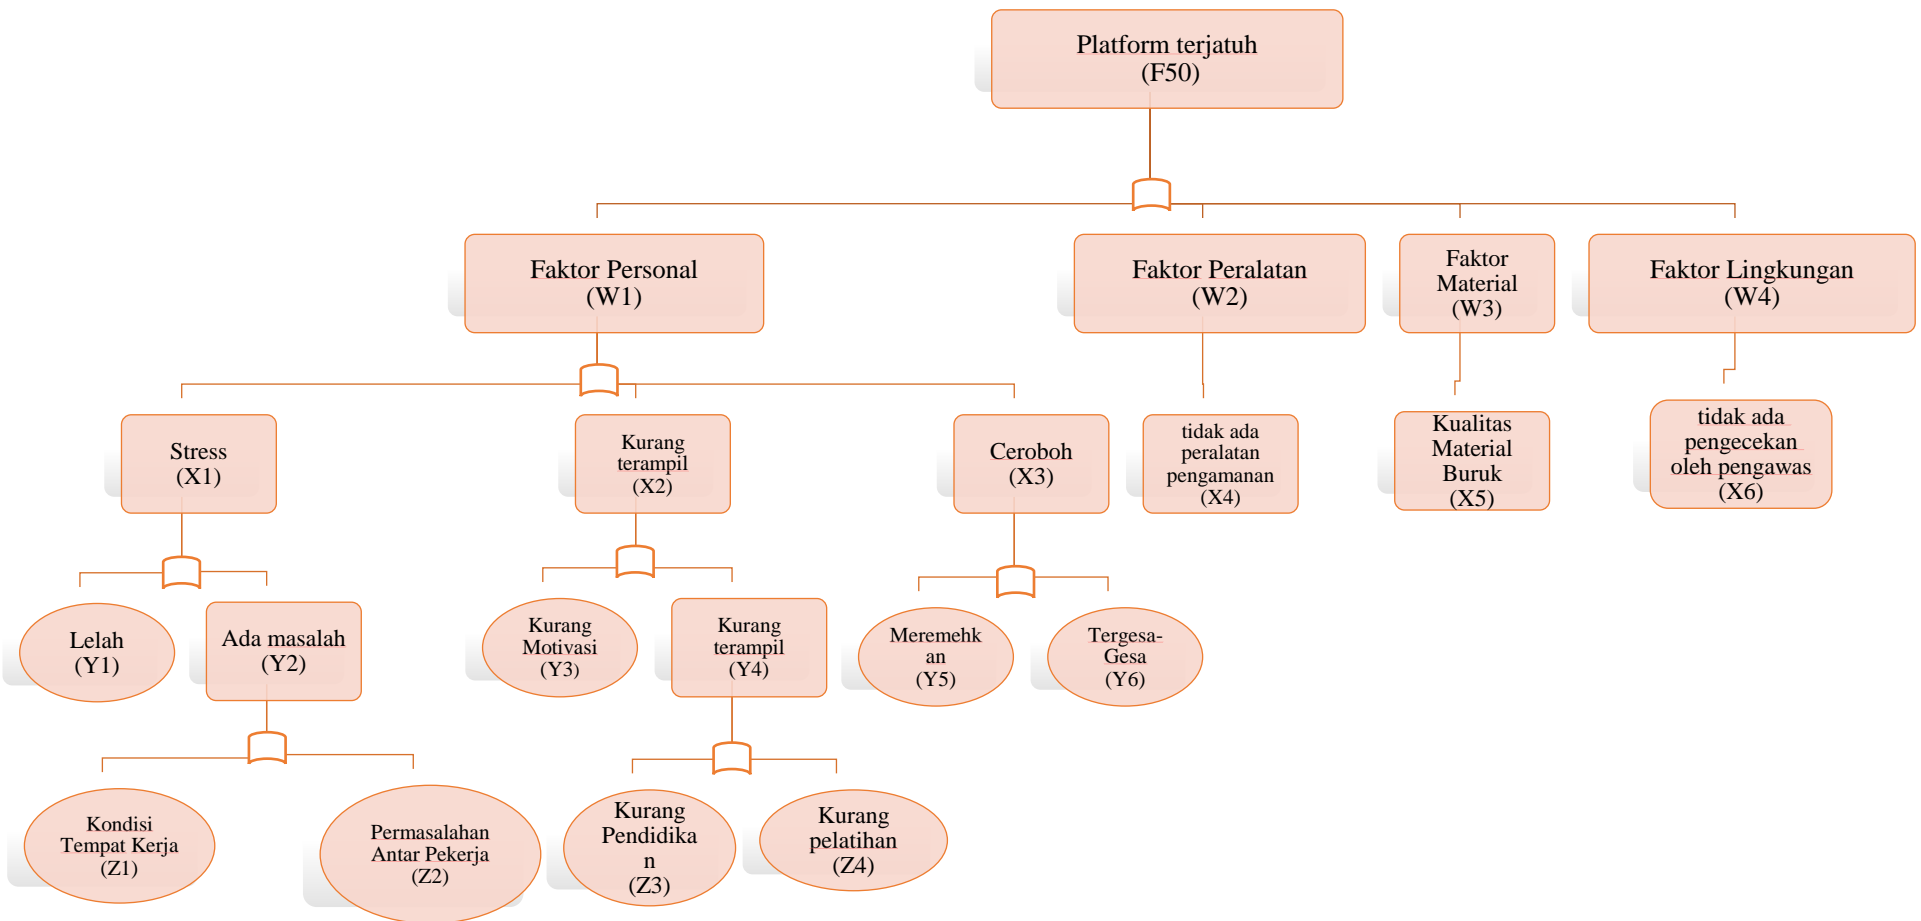 Platform terjatuh
(F50)
Faktor Personal
(W1)
Faktor Peralatan
(W2)
Faktor
Material
(W3)
Faktor Lingkungan
(W4)
Stress
(X1)
Kurang
terampil
(X2)
Ceroboh
(X3)
tidak ada
peralatan
pengamanan
(X4)
Kualitas
Material
Buruk
(X5)
tidak ada
pengecekan
oleh pengawas
(X6)
Lelah
(Y1)
Ada masalah
(Y2)
Kurang
Motivasi
(Y3)
Kurang
terampil
(Y4)
Meremehk
an
(Y5)
Tergesa-
Gesa
(Y6)
Kondisi
Tempat Kerja
(Z1)
Permasalahan
Antar Pekerja
(Z2)
Kurang
Pendidika
n
(Z3)
Kurang
pelatihan
(Z4)